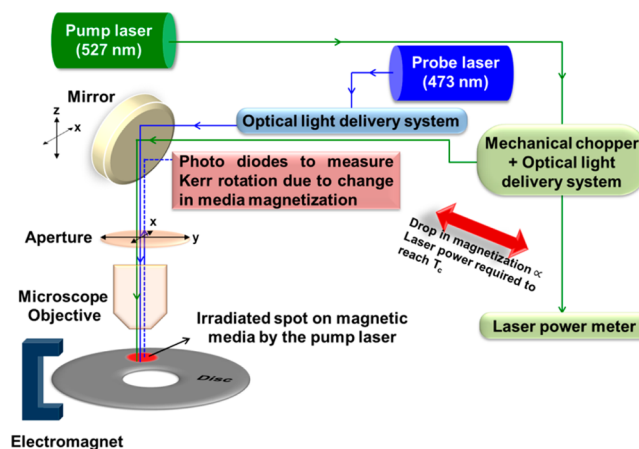 Pump laser
(527 nm)
Probe laser
(473 nm)
Mirror
z
x
Optical light delivery system
Mechanical chopper
+ Optical light
delivery system
Photo diodes to measure
Kerr rotation due to change
in media magnetization
Drop in magnetization ∝
Laser power required to
reach Tc
x
Aperture
y
Microscope
Objective
Irradiated spot on magnetic
media by the pump laser
Laser power meter
Disc
Electromagnet